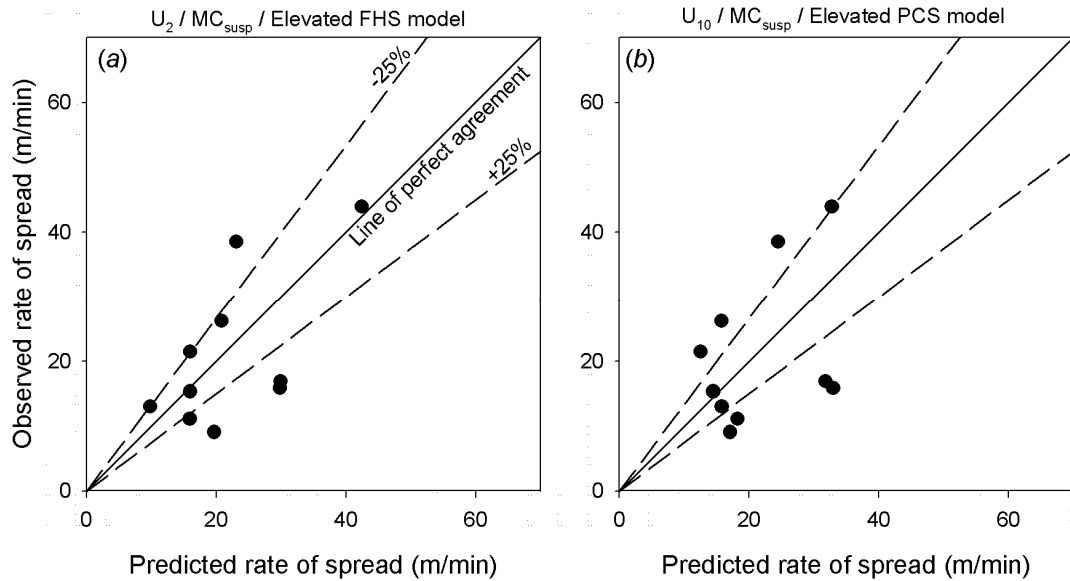 U2 / MCsusp / Elevated FHS model
(a)
-25%
Line of perfect agreement
+25%
60
40
20
0
0 20 40 60
Observed rate of spread (m/min)
Predicted rate of spread (m/min)
U10 / MCsusp / Elevated PCS model
(b)
60
40
20
0
0 20 40 60
Predicted rate of spread (m/min)